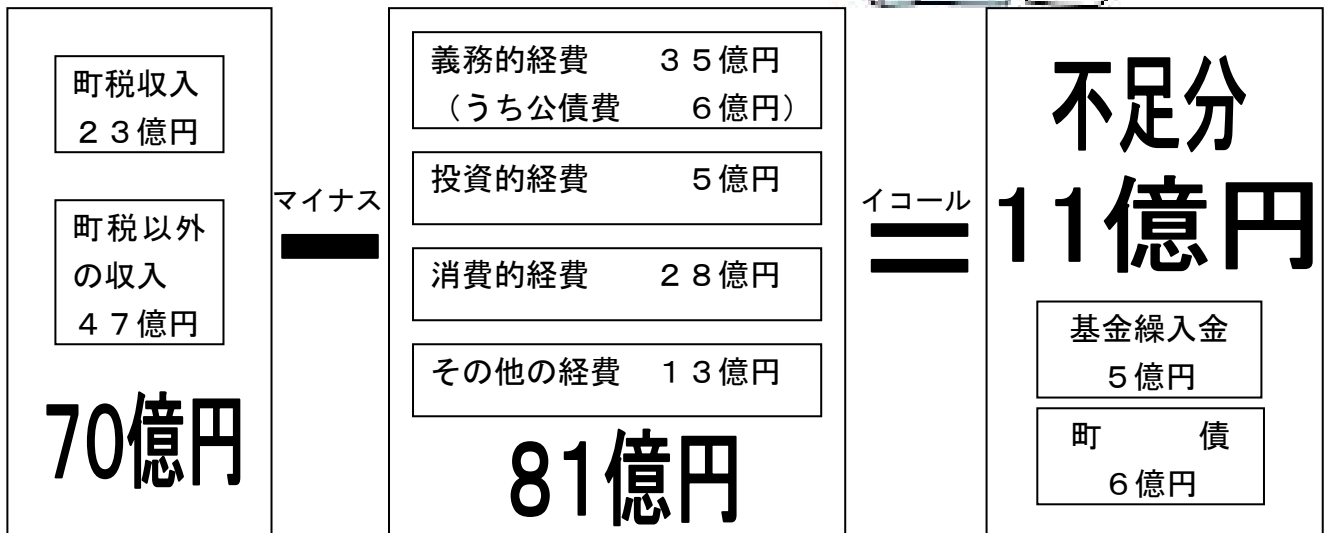 町税収入
２３億円
町税以外
の収入
４７億円
70億円
マイナス
義務的経費　　３５億円
（うち公債費　　６億円）
投資的経費　　　５億円
消費的経費　　２８億円
その他の経費　１３億円
81億円
イコール
不足分
11億円
基金繰入金
５億円
町　　　債
６億円